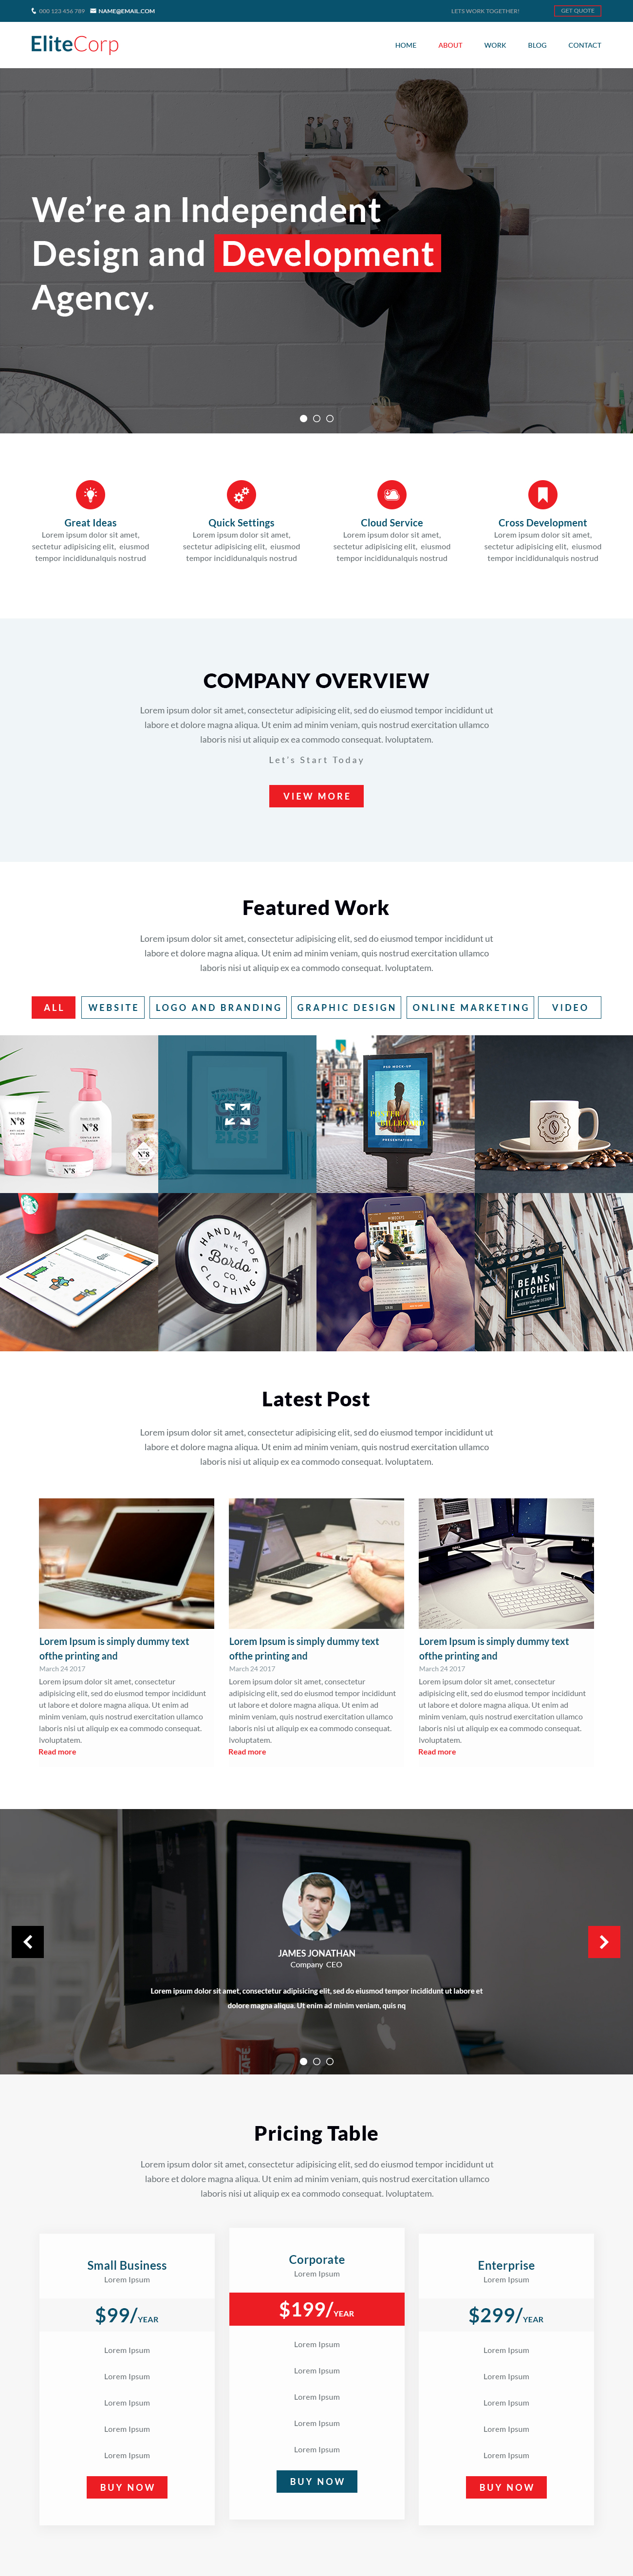 000 123 456 789 NAME@EMAIL.COM LETS WORK TOGETHER! GET QUOTE
EliteCorp HOME ABOUT WORK BLOG CONTACT
We’re an Independent
Design and Development
Agency.
Great Ideas
Lorem ipsum dolor sit amet,
sectetur adipisicing elit, eiusmod
tempor incididunalquis nostrud
Quick Settings
Lorem ipsum dolor sit amet,
sectetur adipisicing elit, eiusmod
tempor incididunalquis nostrud
Cloud Service
Lorem ipsum dolor sit amet,
sectetur adipisicing elit, eiusmod
tempor incididunalquis nostrud
Cross Development
Lorem ipsum dolor sit amet,
sectetur adipisicing elit, eiusmod
tempor incididunalquis nostrud
COMPANY OVERVIEW
Lorem ipsum dolor sit amet, consectetur adipisicing elit, sed do eiusmod tempor incididunt ut
labore et dolore magna aliqua. Ut enim ad minim veniam, quis nostrud exercitation ullamco
laboris nisi ut aliquip ex ea commodo consequat. lvoluptatem.
Let’s Start Today
VIEW MORE
Featured Work
Lorem ipsum dolor sit amet, consectetur adipisicing elit, sed do eiusmod tempor incididunt ut
labore et dolore magna aliqua. Ut enim ad minim veniam, quis nostrud exercitation ullamco
laboris nisi ut aliquip ex ea commodo consequat. lvoluptatem.
ALL WEBSITE LOGO AND BRANDING GRAPHIC DESIGN ONLINE MARKETING VIDEO
N°8
N°8
N°8
N°8
Yourself
ELSE
PSD MOCK-UP
POSTER
BILLBOARD
PRESENTATION
HANDMADE
NYC
Bordo
CO.
CLOTHING
BEANS
KITCHEN
Latest Post
Lorem ipsum dolor sit amet, consectetur adipisicing elit, sed do eiusmod tempor incididunt ut
labore et dolore magna aliqua. Ut enim ad minim veniam, quis nostrud exercitation ullamco
laboris nisi ut aliquip ex ea commodo consequat. lvoluptatem.
Lorem Ipsum is simply dummy text
ofthe printing and
March 24 2017
Lorem ipsum dolor sit amet, consectetur
adipisicing elit, sed do eiusmod tempor incididunt
ut labore et dolore magna aliqua. Ut enim ad
minim veniam, quis nostrud exercitation ullamco
laboris nisi ut aliquip ex ea commodo consequat.
lvoluptatem.
Read more
Lorem Ipsum is simply dummy text
ofthe printing and
March 24 2017
Lorem ipsum dolor sit amet, consectetur
adipisicing elit, sed do eiusmod tempor incididunt
ut labore et dolore magna aliqua. Ut enim ad
minim veniam, quis nostrud exercitation ullamco
laboris nisi ut aliquip ex ea commodo consequat.
lvoluptatem.
Read more
Lorem Ipsum is simply dummy text
ofthe printing and
March 24 2017
Lorem ipsum dolor sit amet, consectetur
adipisicing elit, sed do eiusmod tempor incididunt
ut labore et dolore magna aliqua. Ut enim ad
minim veniam, quis nostrud exercitation ullamco
laboris nisi ut aliquip ex ea commodo consequat.
lvoluptatem.
Read more
JAMES JONATHAN
Company CEO
Lorem ipsum dolor sit amet, consectetur adipisicing elit, sed do eiusmod tempor incididunt ut labore et
dolore magna aliqua. Ut enim ad minim veniam, quis nq
CAFÉ
Pricing Table
Lorem ipsum dolor sit amet, consectetur adipisicing elit, sed do eiusmod tempor incididunt ut
labore et dolore magna aliqua. Ut enim ad minim veniam, quis nostrud exercitation ullamco
laboris nisi ut aliquip ex ea commodo consequat. lvoluptatem.
Small Business
Lorem Ipsum
$99/YEAR
Lorem Ipsum
Lorem Ipsum
Lorem Ipsum
Lorem Ipsum
Lorem Ipsum
BUY NOW
Corporate
Lorem Ipsum
$199/YEAR
Lorem Ipsum
Lorem Ipsum
Lorem Ipsum
Lorem Ipsum
Lorem Ipsum
BUY NOW
Enterprise
Lorem Ipsum
$299/YEAR
Lorem Ipsum
Lorem Ipsum
Lorem Ipsum
Lorem Ipsum
Lorem Ipsum
BUY NOW